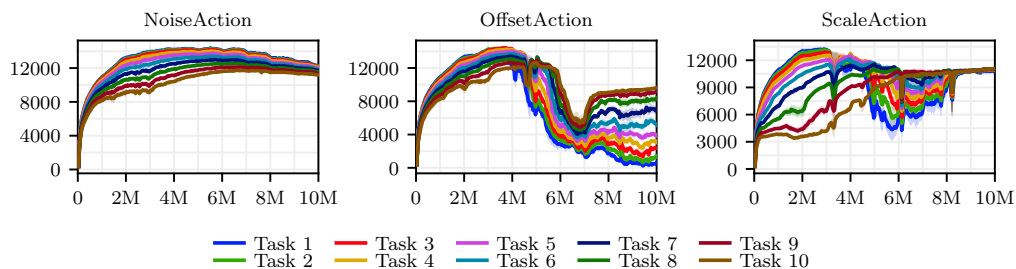 NoiseAction
OffsetAction
ScaleAction
12000
8000
4000
0
0 2M 4M 6M 8M 10M
12000
8000
4000
0
0 2M 4M 6M 8M 10M
12000
9000
6000
3000
0
0 2M 4M 6M 8M 10M
Task 1 Task 3 Task 5 Task 7 Task 9
Task 2 Task 4 Task 6 Task 8 Task 10